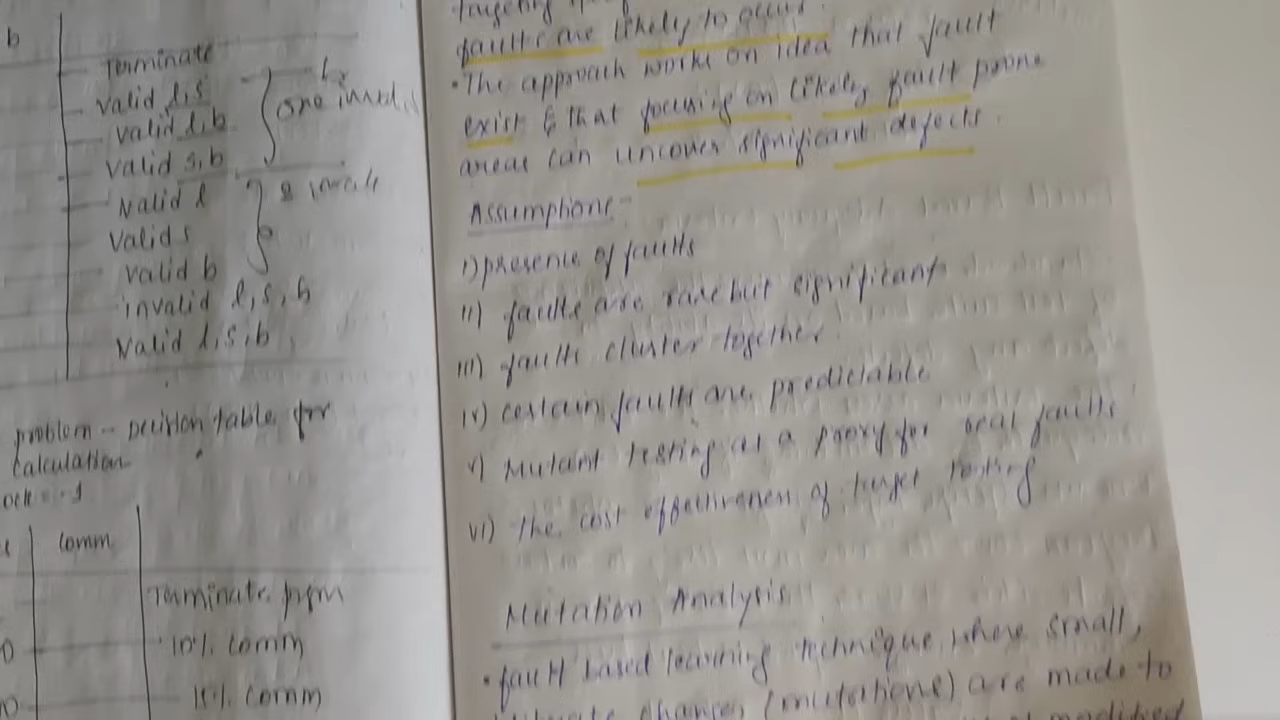 b
Terminate
valid l,s
valid l,b
valid s,b
Valid l
Valid s
Valid b
invalid l, s, b
Valid l, s, b
problem - Decision table for
calculation
Comm
Terminate pgm
10% comm
15% comm
targeting
faults are likely to occur.
• The approach works on idea that fault
exist & that focusing on likely fault prone
areas can uncover significant defects.
Assumptions -
i) presence of faults
ii) faults are rare but significant
iii) faults cluster together.
iv) certain faults are predictable
v) Mutant testing as a proxy for real faults
vi) The cost effectiveness of target testing
Mutation Analysis
• fault based learning technique where small,
changes (mutations) are made to
modified